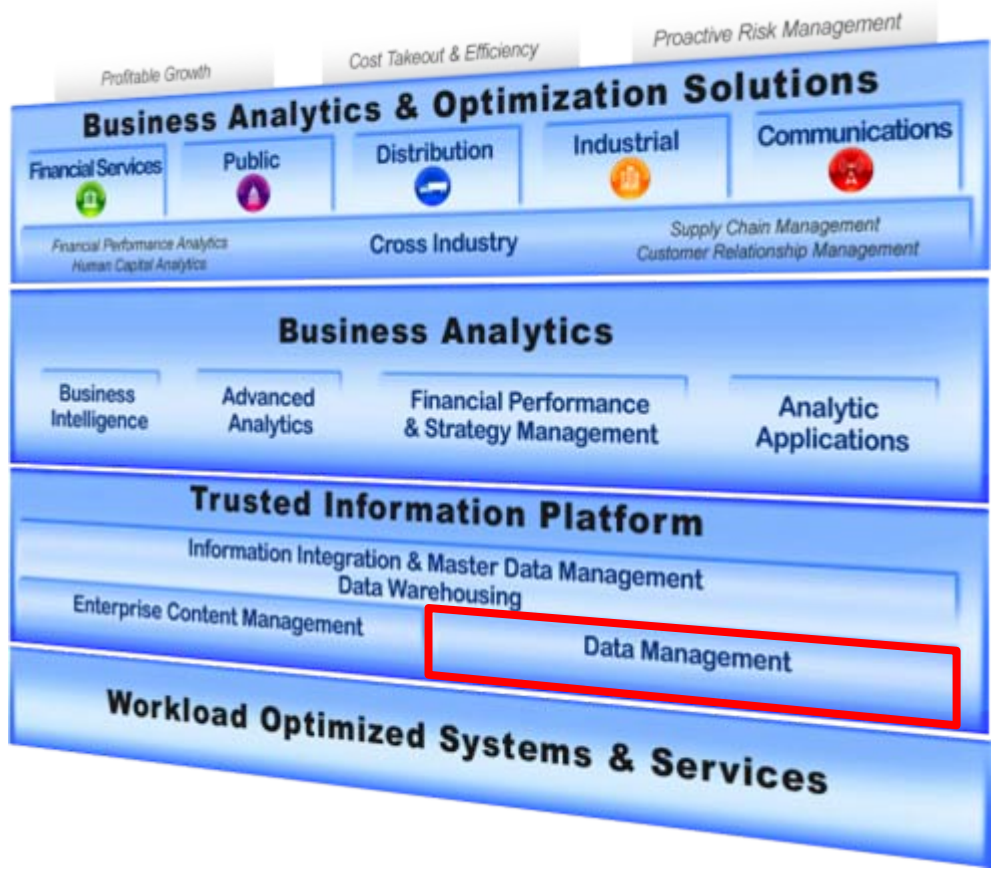 Profitable Growth
Cost Takeout & Efficiency
Proactive Risk Management
Business Analytics & Optimization Solutions
Financial Services
Public
Distribution
Industrial
Communications
Financial Performance Analytics
Human Capital Analytics
Cross Industry
Supply Chain Management
Customer Relationship Management
Business Analytics
Business
Intelligence
Advanced
Analytics
Financial Performance
& Strategy Management
Analytic
Applications
Trusted Information Platform
Information Integration & Master Data Management
Data Warehousing
Enterprise Content Management
Data Management
Workload Optimized Systems & Services